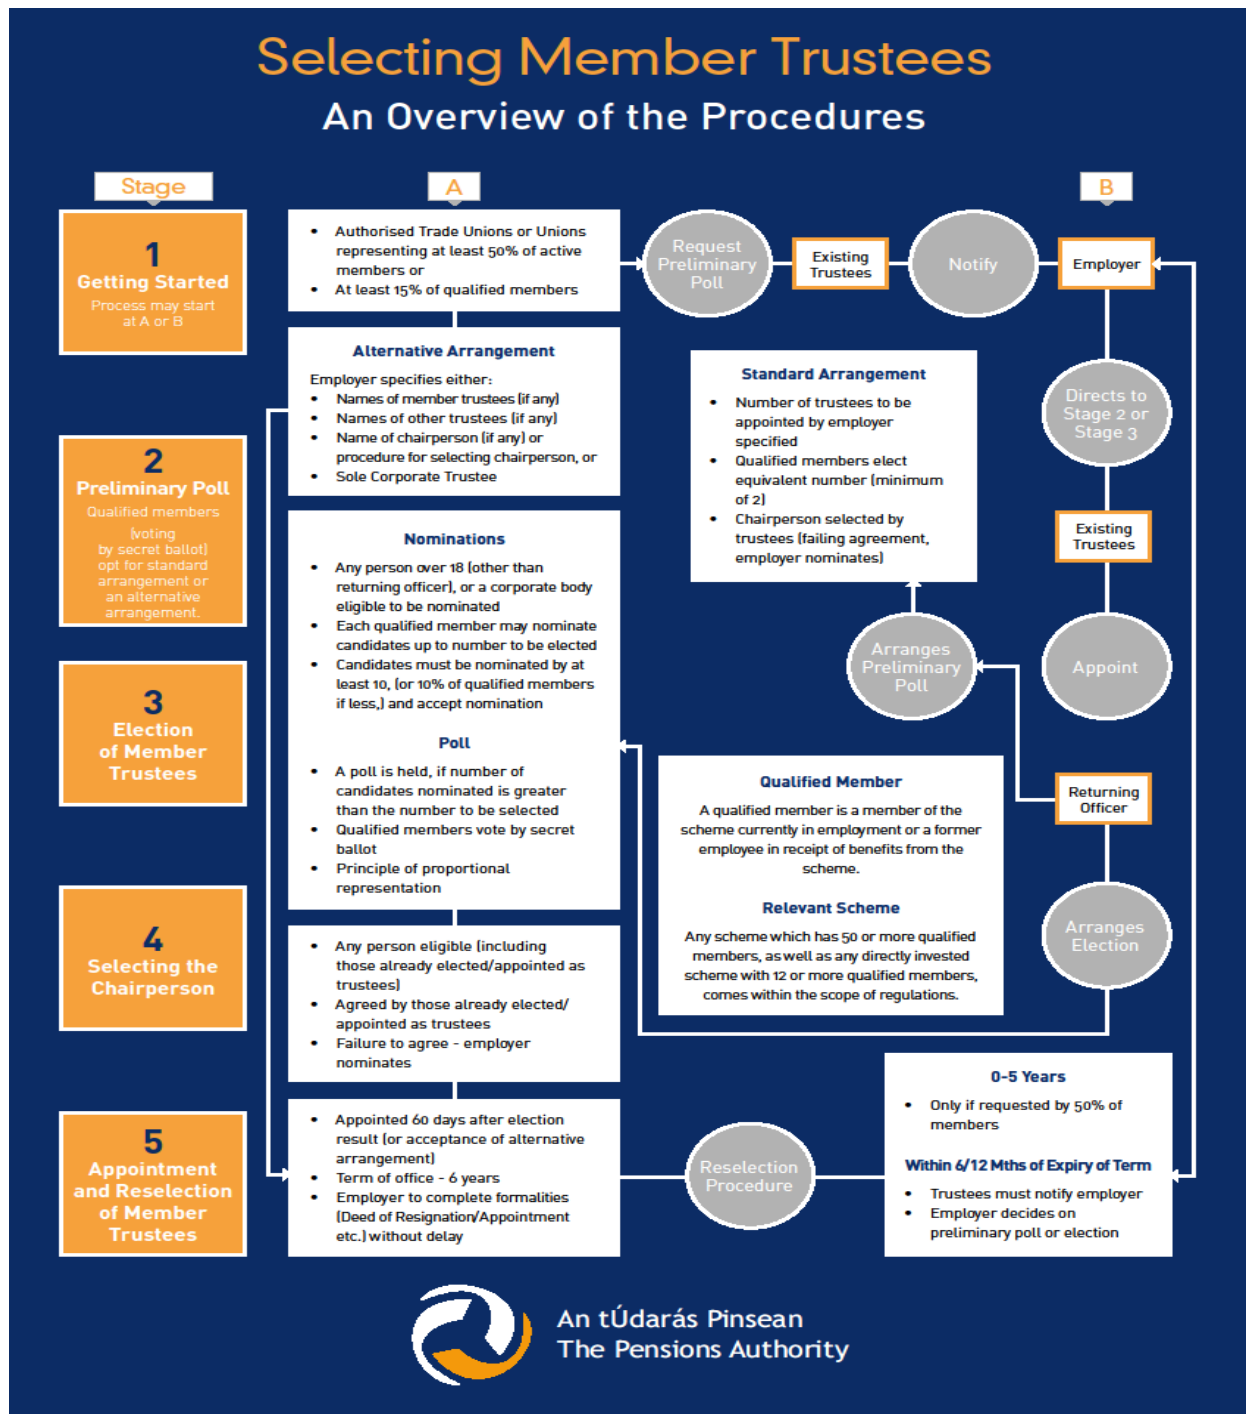 Selecting Member Trustees
An Overview of the Procedures
Stage
A
B
1
Getting Started
Process may start
at A or B
• Authorised Trade Unions or Unions
representing at least 50% of active
members or
• At least 15% of qualified members
Request
Preliminary
Poll
Existing
Trustees
Notify
Employer
Alternative Arrangement
Employer specifies either:
• Names of member trustees (if any)
• Names of other trustees (if any)
• Name of chairperson (if any) or
procedure for selecting chairperson, or
• Sole Corporate Trustee
Standard Arrangement
• Number of trustees to be
appointed by employer
specified
• Qualified members elect
equivalent number (minimum
of 2)
• Chairperson selected by
trustees (failing agreement,
employer nominates)
Directs to
Stage 2 or
Stage 3
2
Preliminary Poll
Qualified members
(voting
by secret ballot)
opt for standard
arrangement or
an alternative
arrangement.
Existing
Trustees
Nominations
• Any person over 18 (other than
returning officer), or a corporate body
eligible to be nominated
• Each qualified member may nominate
candidates up to number to be elected
• Candidates must be nominated by at
least 10, (or 10% of qualified members
if less,) and accept nomination
Poll
• A poll is held, if number of
candidates nominated is greater
than the number to be selected
• Qualified members vote by secret
ballot
• Principle of proportional
representation
Arranges
Preliminary
Poll
Appoint
3
Election
of Member
Trustees
Qualified Member
A qualified member is a member of the
scheme currently in employment or a former
employee in receipt of benefits from the
scheme.
Relevant Scheme
Any scheme which has 50 or more qualified
members, as well as any directly invested
scheme with 12 or more qualified members,
comes within the scope of regulations.
Returning
Officer
Arranges
Election
4
Selecting the
Chairperson
• Any person eligible (including
those already elected/appointed as
trustees)
• Agreed by those already elected/
appointed as trustees
• Failure to agree - employer
nominates
5
Appointment
and Reselection
of Member
Trustees
• Appointed 60 days after election
result (or acceptance of alternative
arrangement)
• Term of office - 6 years
• Employer to complete formalities
(Deed of Resignation/Appointment
etc.) without delay
Reselection
Procedure
0-5 Years
• Only if requested by 50% of
members
Within 6/12 Mths of Expiry of Term
• Trustees must notify employer
• Employer decides on
preliminary poll or election
An tÚdarás Pinsean
The Pensions Authority